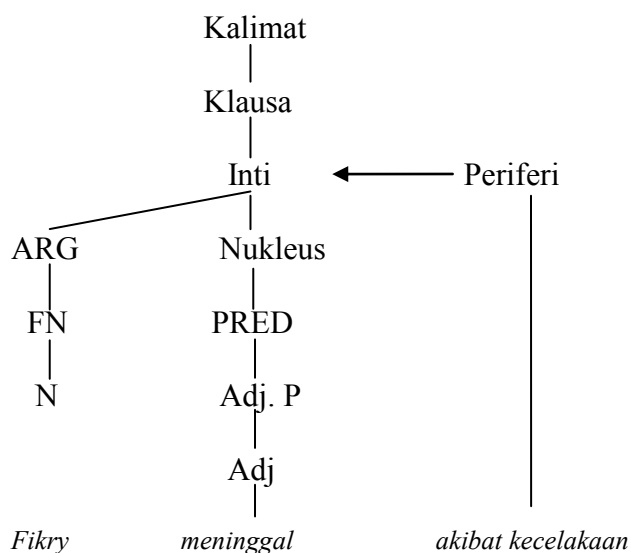 Kalimat
Klausa
Inti Periferi
ARG Nukleus
FN PRED
N Adj. P
Adj
Fikry meninggal akibat kecelakaan